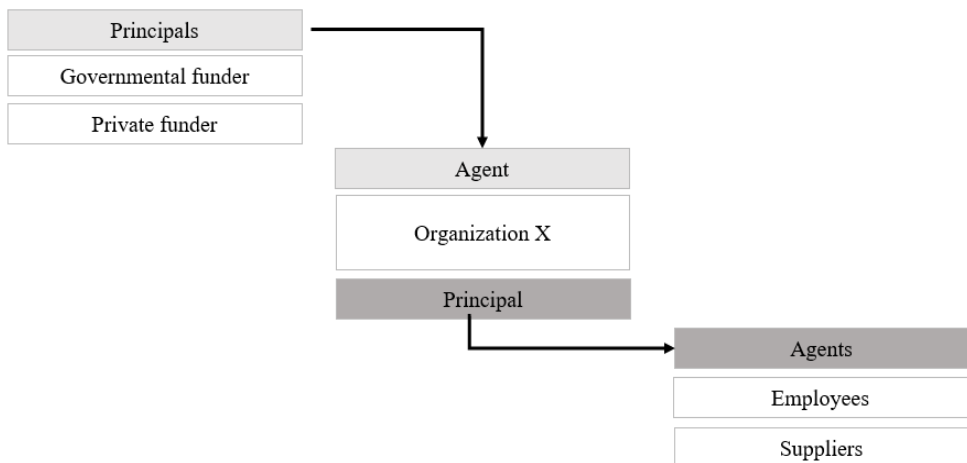 Principals
Governmental funder
Private funder
Agent
Organization X
Principal
Agents
Employees
Suppliers